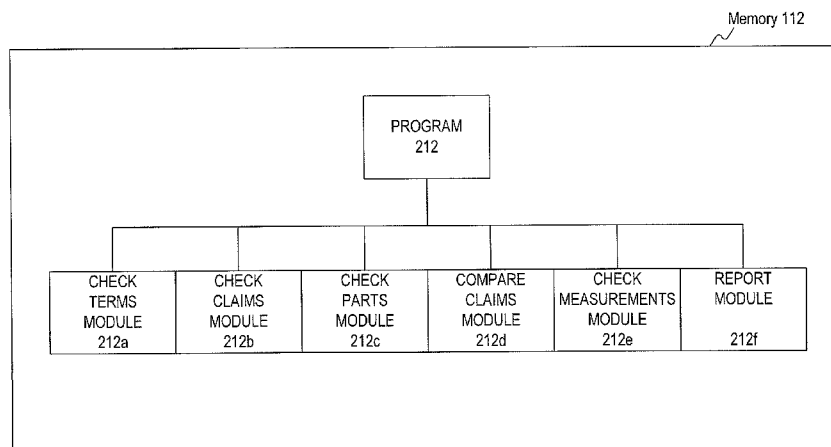 Memory 112
PROGRAM
212
CHECK
TERMS
MODULE
212a
CHECK
CLAIMS
MODULE
212b
CHECK
PARTS
MODULE
212c
COMPARE
CLAIMS
MODULE
212d
CHECK
MEASUREMENTS
MODULE
212e
REPORT
MODULE
212f